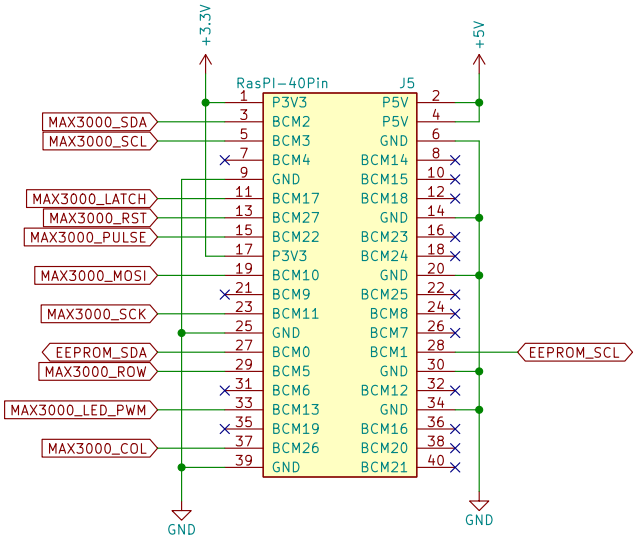 +3.3V
+5V
RasPI-40Pin J5
1 P3V3 P5V 2
MAX3000_SDA 3 BCM2 P5V 4
MAX3000_SCL 5 BCM3 GND 6
7 BCM4 BCM14 8
9 GND BCM15 10
MAX3000_LATCH 11 BCM17 BCM18 12
MAX3000_RST 13 BCM27 GND 14
MAX3000_PULSE 15 BCM22 BCM23 16
17 P3V3 BCM24 18
MAX3000_MOSI 19 BCM10 GND 20
21 BCM9 BCM25 22
MAX3000_SCK 23 BCM11 BCM8 24
25 GND BCM7 26
EEPROM_SDA 27 BCM0 BCM1 28 EEPROM_SCL
MAX3000_ROW 29 BCM5 GND 30
31 BCM6 BCM12 32
MAX3000_LED_PWM 33 BCM13 GND 34
35 BCM19 BCM16 36
MAX3000_COL 37 BCM26 BCM20 38
39 GND BCM21 40
GND
GND